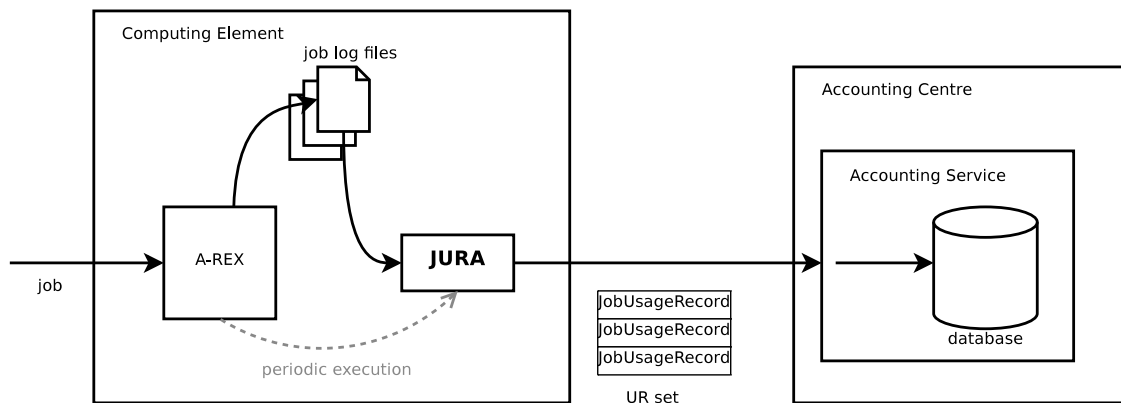 Computing Element
job log files
A-REX
JURA
job
periodic execution
JobUsageRecord
JobUsageRecord
JobUsageRecord
UR set
Accounting Centre
Accounting Service
database